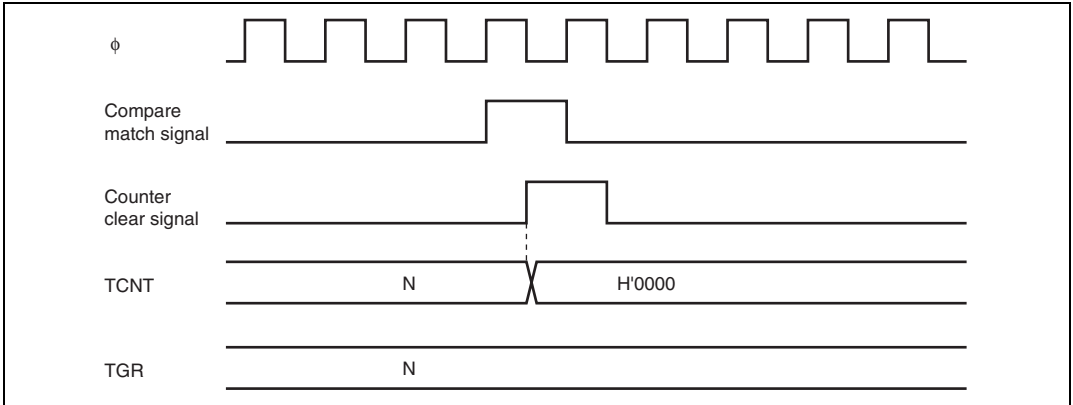 ϕ
Compare
match signal
Counter
clear signal
TCNT
N
H'0000
TGR
N